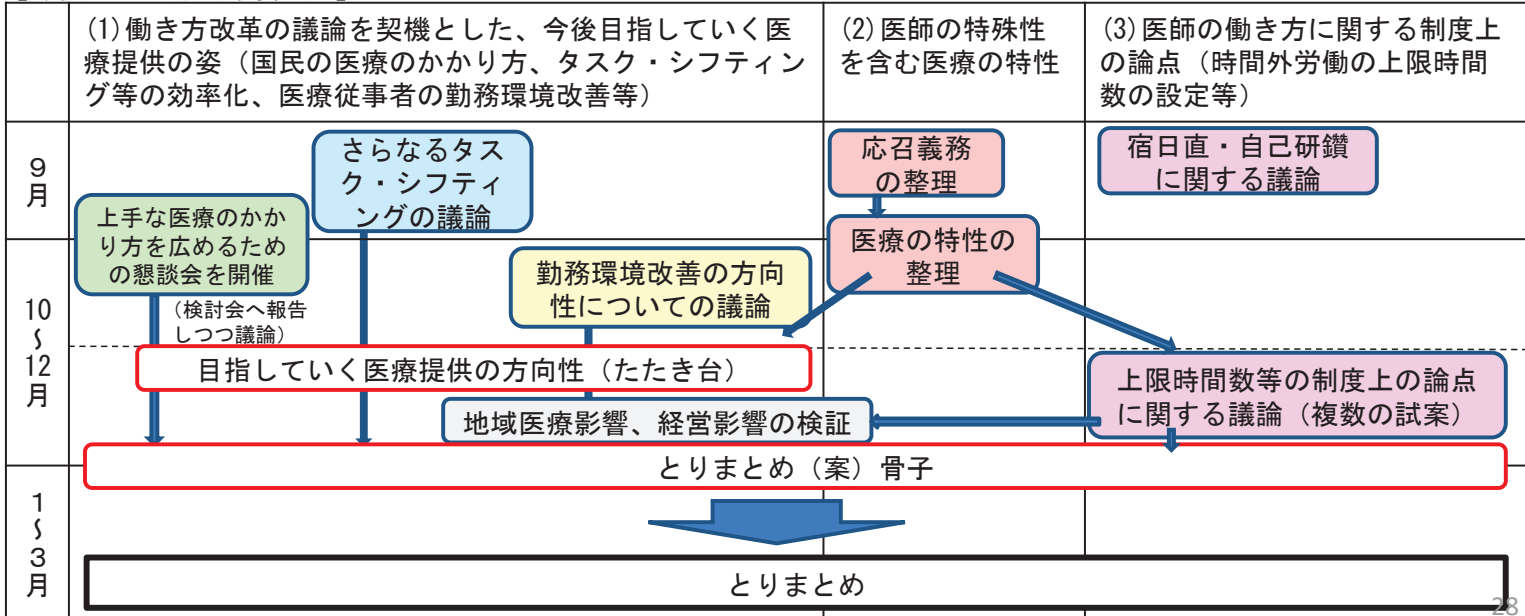 (1)働き方改革の議論を契機とした、今後目指していく医
療提供の姿（国民の医療のかかり方、タスク・シフティン
グ等の効率化、医療従事者の勤務環境改善等）
(2)医師の特殊性
を含む医療の特性
(3)医師の働き方に関する制度上
の論点（時間外労働の上限時間
数の設定等）
9
月
さらなるタス
ク・シフティ
ングの議論
応召義務
の整理
宿日直・自己研鑽
に関する議論
上手な医療のかか
り方を広めるため
の懇談会を開催
医療の特性の
整理
10
～
12
月
（検討会へ報告
しつつ議論）
勤務環境改善の方向
性についての議論
目指していく医療提供の方向性（たたき台）
上限時間数等の制度上の論点
に関する議論（複数の試案）
地域医療影響、経営影響の検証
とりまとめ（案）骨子
1
～
3
月
とりまとめ
28